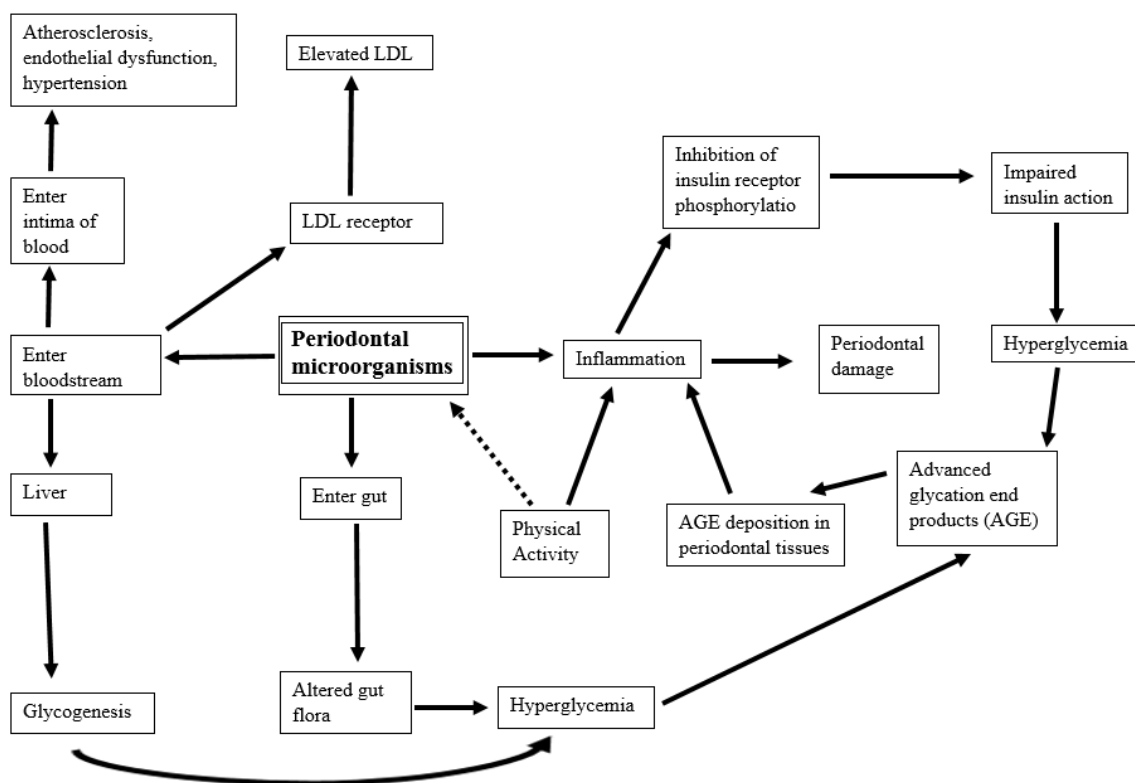 Atherosclerosis,
endothelial dysfunction,
hypertension
Elevated LDL
Enter
intima of
blood
LDL receptor
Inhibition of
insulin receptor
phosphorylatio
Impaired
insulin action
Enter
bloodstream
Periodontal
microorganisms
Inflammation
Periodontal
damage
Hyperglycemia
Liver
Enter gut
Physical
Activity
AGE deposition in
periodontal tissues
Advanced
glycation end
products (AGE)
Glycogenesis
Altered gut
flora
Hyperglycemia